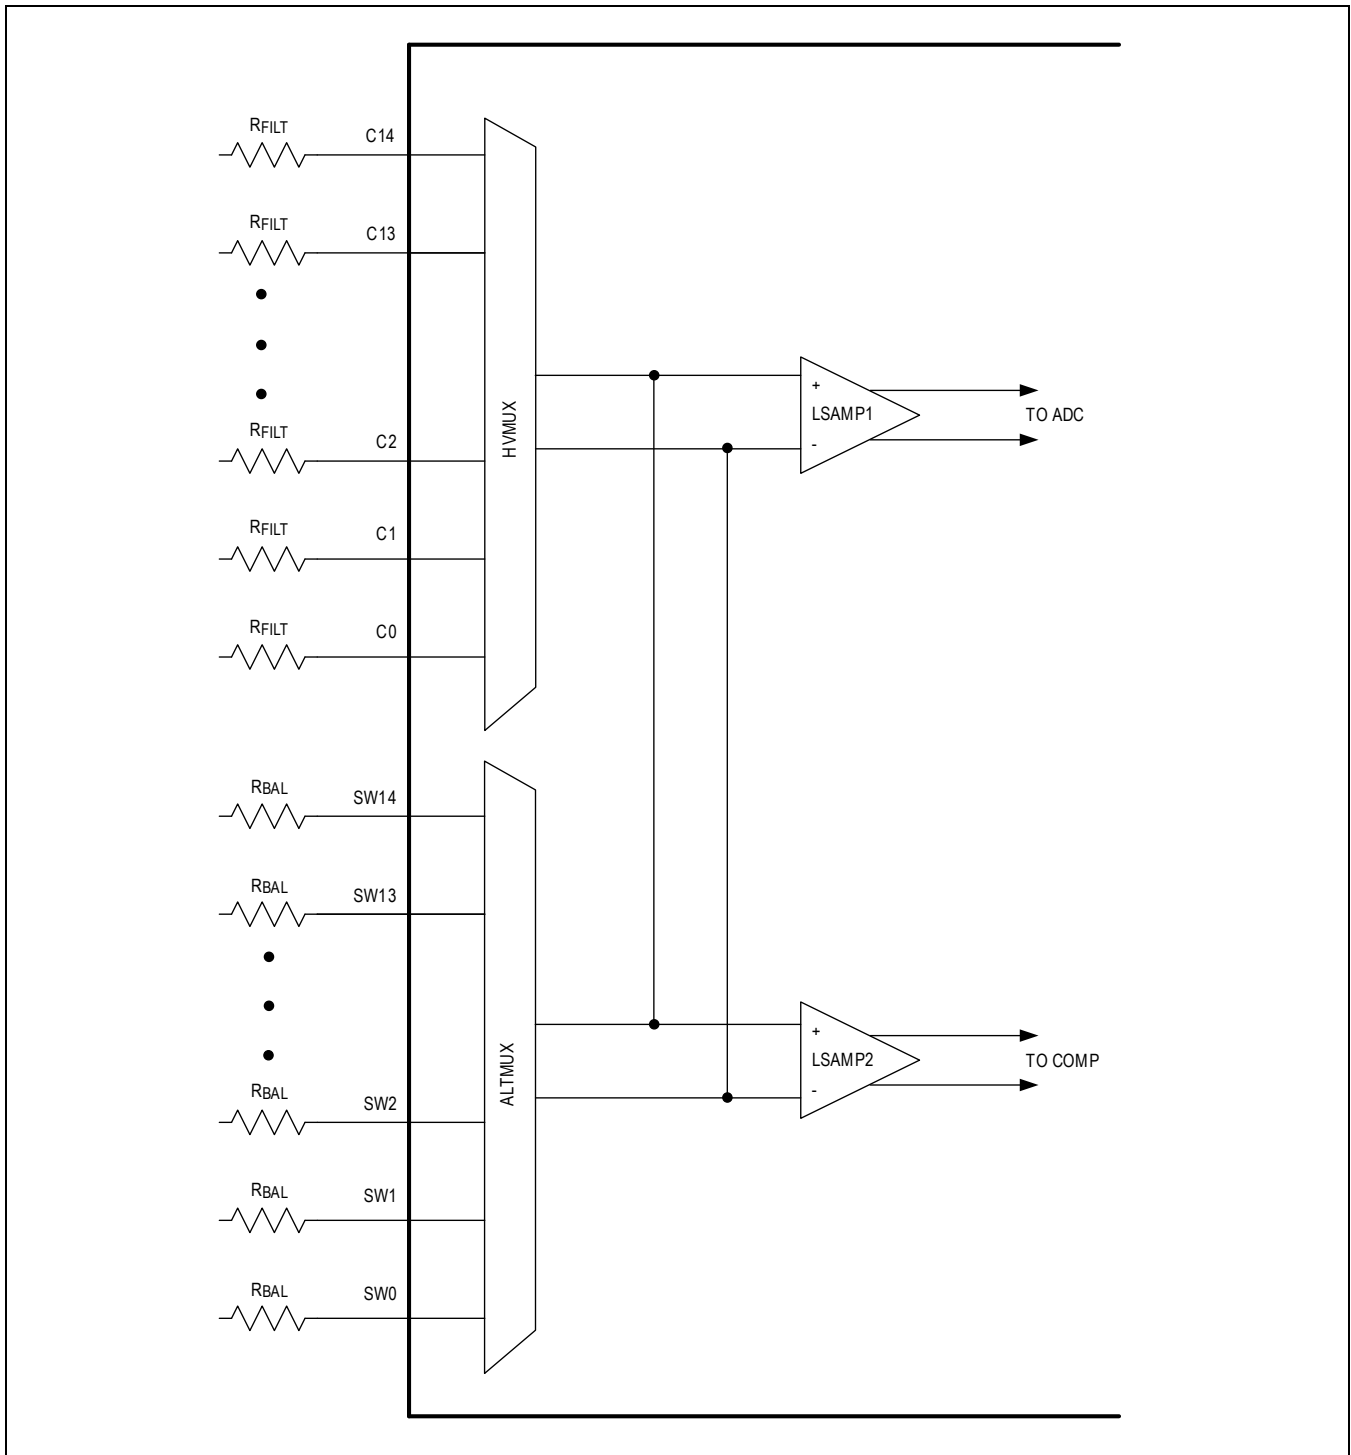 RFILT
C14
RFILT
C13
RFILT
C2
RFILT
C1
RFILT
C0
HVMUX
+
LSAMP1
-
TO ADC
RBAL
SW14
RBAL
SW13
RBAL
SW2
RBAL
SW1
RBAL
SW0
ALTMUX
+
LSAMP2
-
TO COMP